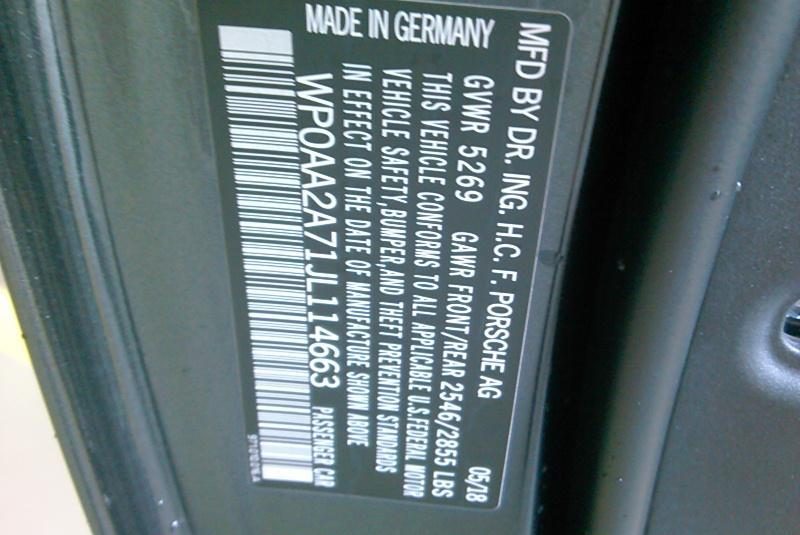 MFD BY DR. ING. H.C. F. PORSCHE AG
05/18
GVWR 5269 GAWR FRONT/REAR 2546/2855 LBS
THIS VEHICLE CONFORMS TO ALL APPLICABLE U.S. FEDERAL MOTOR
VEHICLE SAFETY, BUMPER, AND THEFT PREVENTION STANDARDS
IN EFFECT ON THE DATE OF MANUFACTURE SHOWN ABOVE
WP0AA2A71JL114663 PASSENGER CAR
MADE IN GERMANY